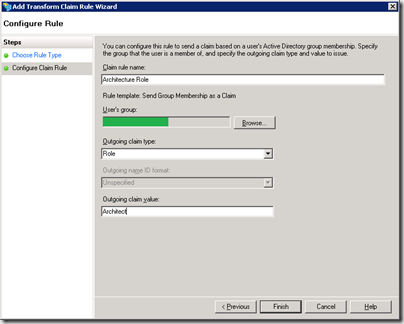 Add Transform Claim Rule Wizard
Configure Rule
Steps
Choose Rule Type
Configure Claim Rule
You can configure this rule to send a claim based on a user's Active Directory group membership. Specify
the group that the user is a member of, and specify the outgoing claim type and value to issue.
Claim rule name:
Architecture Role
Rule template: Send Group Membership as a Claim
User's group:
Browse...
Outgoing claim type:
Role
Outgoing name ID format:
Unspecified
Outgoing claim value:
Architect
< Previous
Finish
Cancel
Help